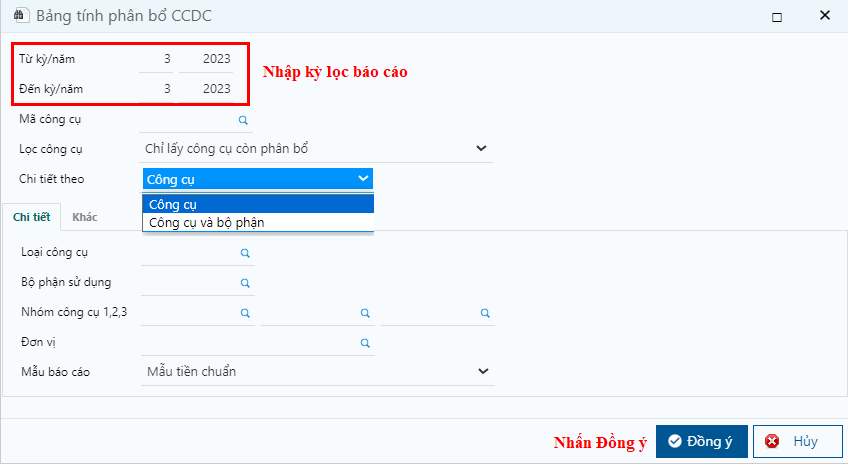 Bảng tính phân bổ CCDC
Từ kỳ/năm 3 2023
Nhập kỳ lọc báo cáo
Đến kỳ/năm 3 2023
Mã công cụ
Lọc công cụ Chỉ lấy công cụ còn phân bổ
Chi tiết theo Công cụ
Công cụ
Công cụ và bộ phận
Chi tiết Khác
Loại công cụ
Bộ phận sử dụng
Nhóm công cụ 1,2,3
Đơn vị
Mẫu báo cáo Mẫu tiền chuẩn
Nhấn Đồng ý Đồng ý Hủy